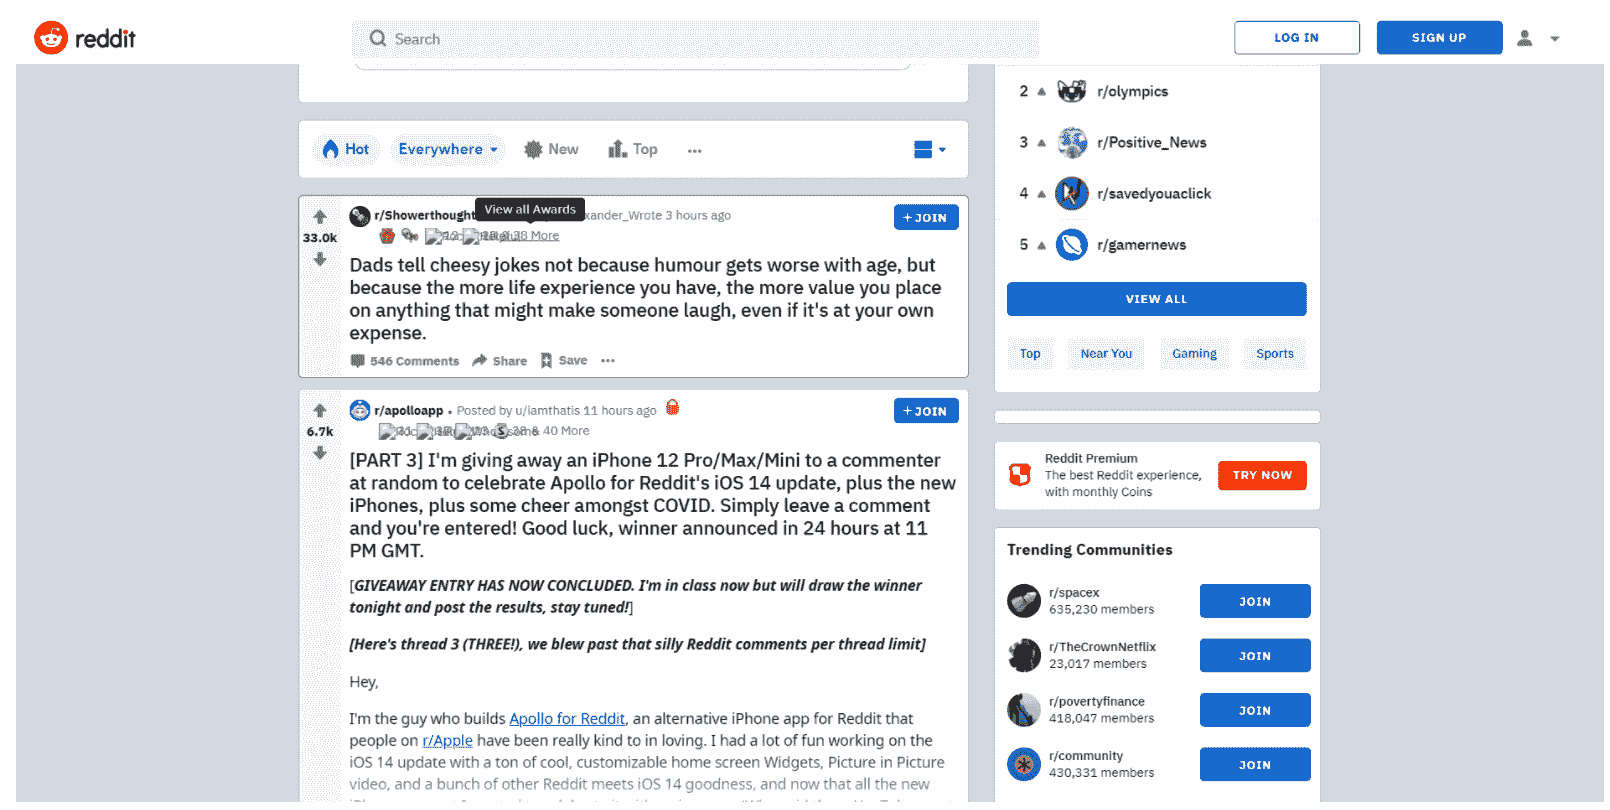 reddit
Search
LOG IN
SIGN UP
Hot
Everywhere
New
Top
r/Showerthought
View all Awards
xander_Wrote 3 hours ago
+ JOIN
28 More
33.0k
Dads tell cheesy jokes not because humour gets worse with age, but
because the more life experience you have, the more value you place
on anything that might make someone laugh, even if it's at your own
expense.
546 Comments
Share
Save
r/apolloapp • Posted by u/iamthatis 11 hours ago
+ JOIN
& 40 More
6.7k
[PART 3] I'm giving away an iPhone 12 Pro/Max/Mini to a commenter
at random to celebrate Apollo for Reddit's iOS 14 update, plus the new
iPhones, plus some cheer amongst COVID. Simply leave a comment
and you're entered! Good luck, winner announced in 24 hours at 11
PM GMT.
[GIVEAWAY ENTRY HAS NOW CONCLUDED. I'm in class now but will draw the winner
tonight and post the results, stay tuned!]
[Here's thread 3 (THREE!), we blew past that silly Reddit comments per thread limit]
Hey,
I'm the guy who builds Apollo for Reddit, an alternative iPhone app for Reddit that
people on r/Apple have been really kind to in loving. I had a lot of fun working on the
iOS 14 update with a ton of cool, customizable home screen Widgets, Picture in Picture
video, and a bunch of other Reddit meets iOS 14 goodness, and now that all the new
2 r/olympics
3 r/Positive_News
4 r/savedyouaclick
5 r/gamernews
VIEW ALL
Top
Near You
Gaming
Sports
Reddit Premium
The best Reddit experience,
with monthly Coins
TRY NOW
Trending Communities
r/spacex
635,230 members
JOIN
r/TheCrownNetflix
23,017 members
JOIN
r/povertyfinance
418,047 members
JOIN
r/community
430,331 members
JOIN